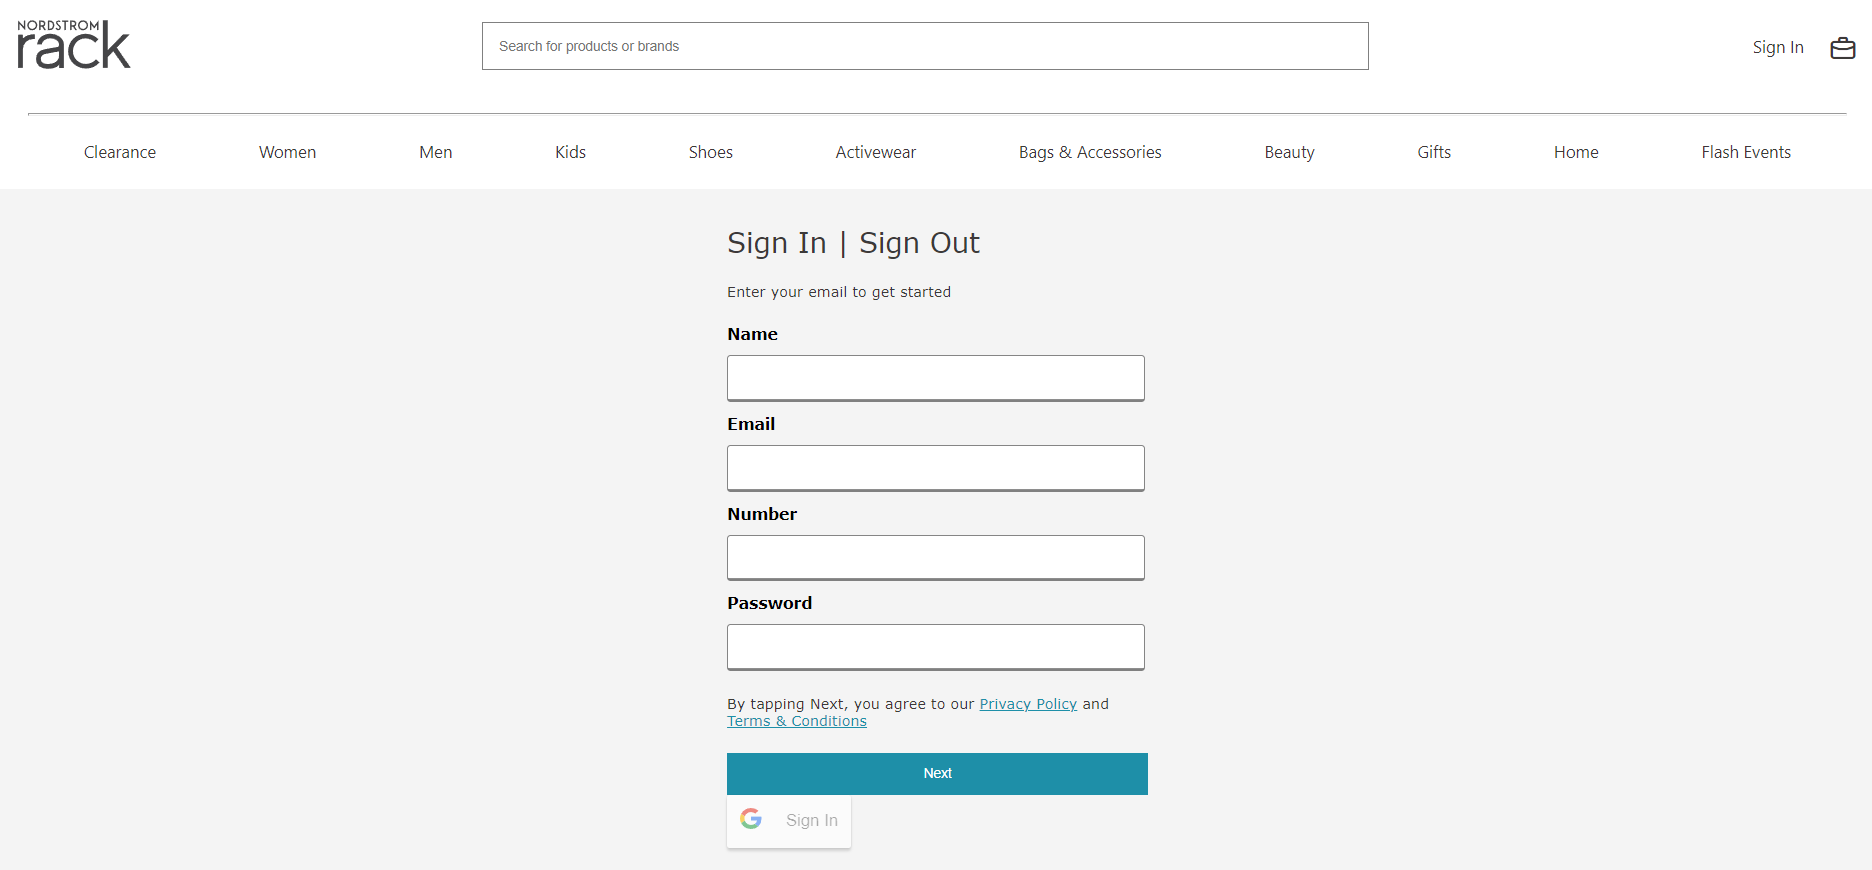 NORDSTROM
rack
Search for products or brands
Sign In
Clearance Women Men Kids Shoes Activewear Bags & Accessories Beauty Gifts Home Flash Events
Sign In | Sign Out
Enter your email to get started
Name
Email
Number
Password
By tapping Next, you agree to our Privacy Policy and
Terms & Conditions
Next
G Sign In